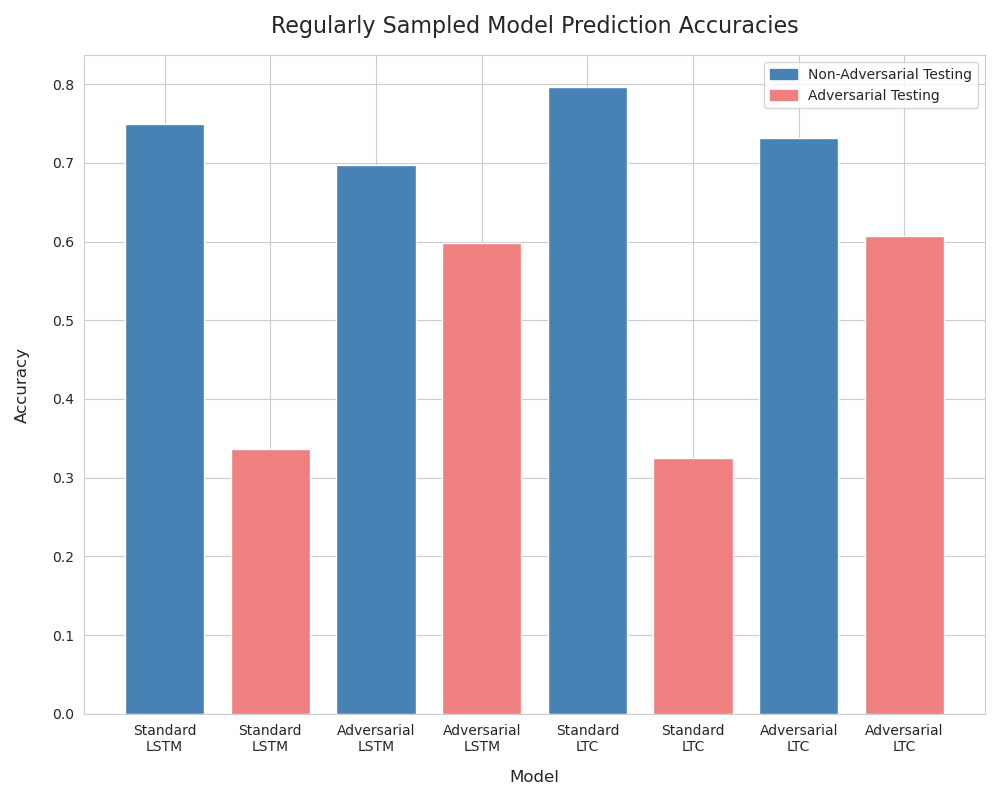 Regularly Sampled Model Prediction Accuracies
Non-Adversarial Testing
Adversarial Testing
Accuracy
0.8
0.7
0.6
0.5
0.4
0.3
0.2
0.1
0.0
Standard
LSTM
Standard
LSTM
Adversarial
LSTM
Adversarial
LSTM
Standard
LTC
Standard
LTC
Adversarial
LTC
Adversarial
LTC
Model